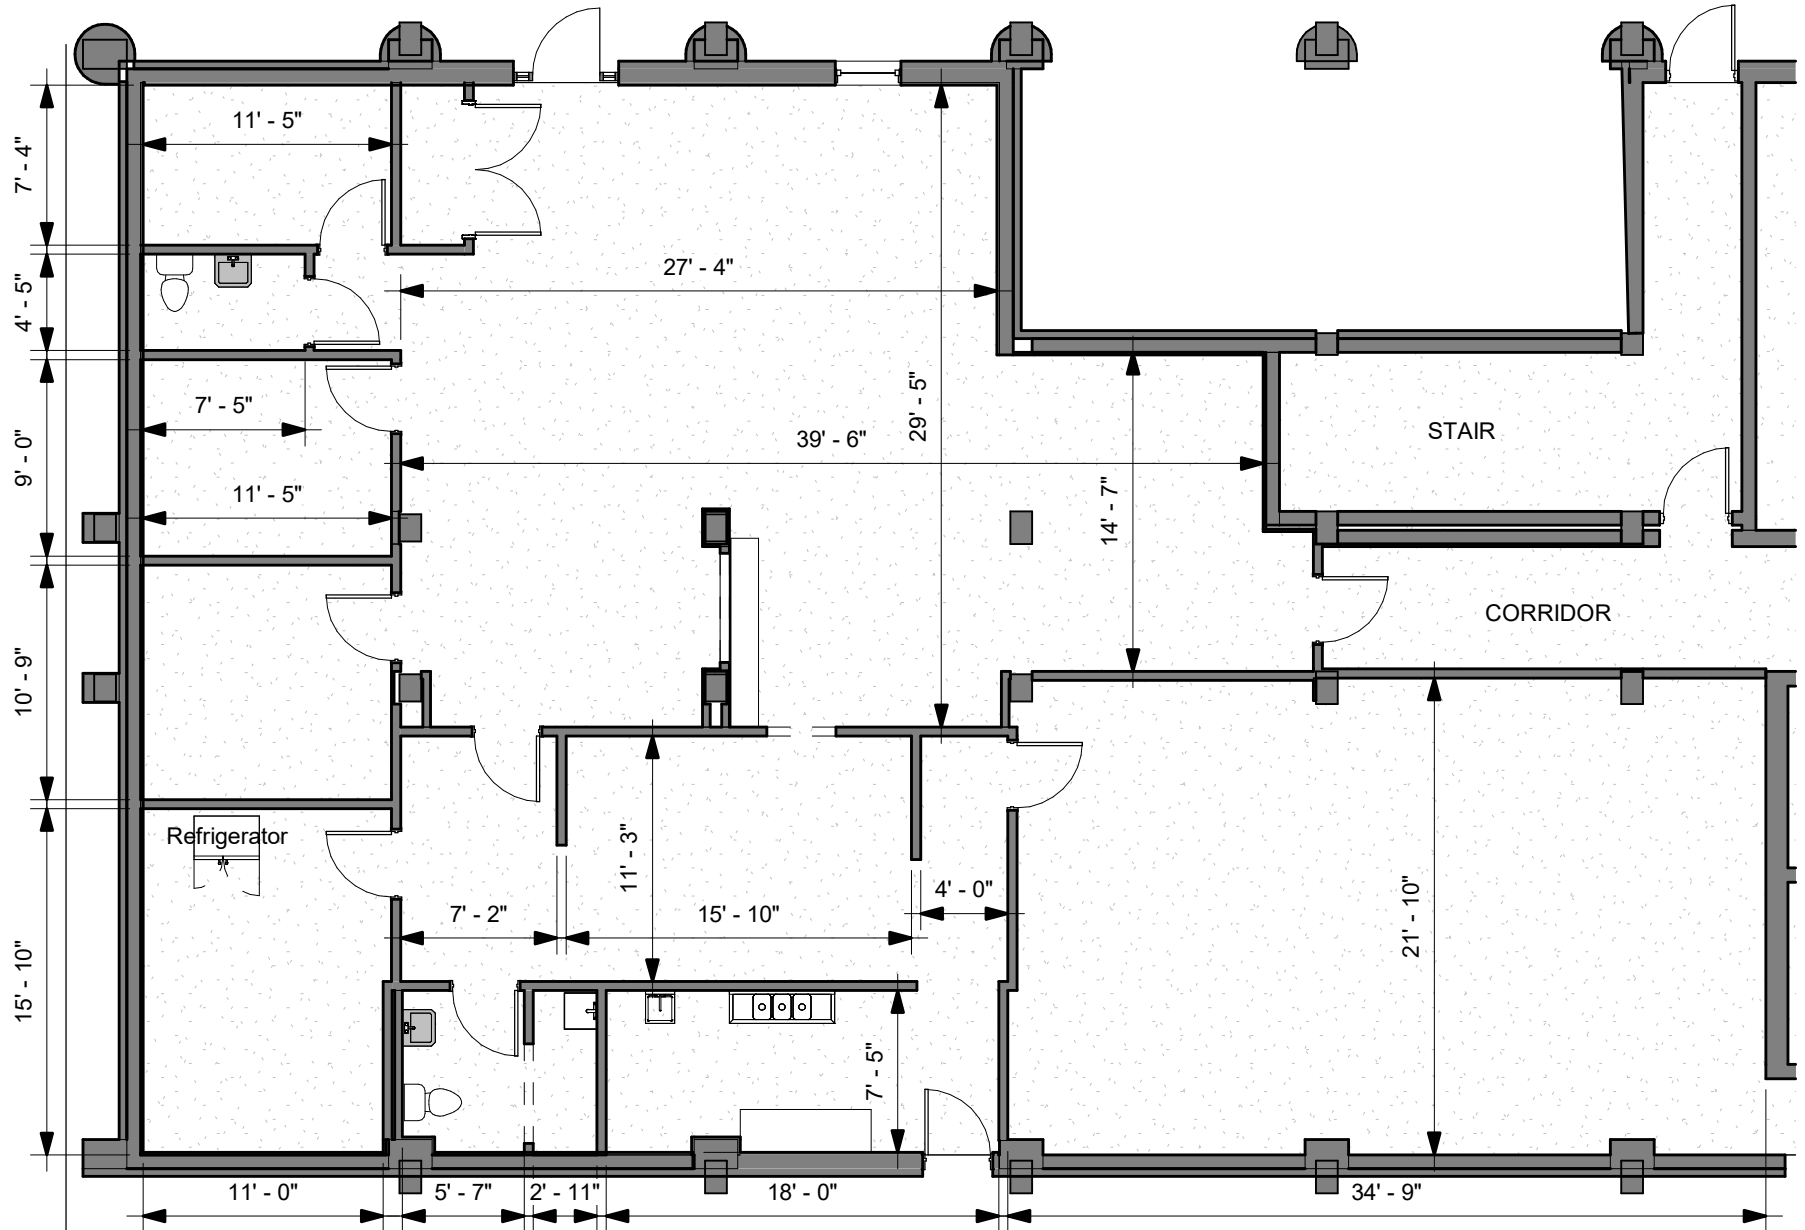 11' - 5"
7' - 4"
27' - 4"
4' - 5"
7' - 5"
29' - 5"
39' - 6"
STAIR
9' - 0"
11' - 5"
14' - 7"
CORRIDOR
10' - 9"
Refrigerator
11' - 3"
4' - 0"
7' - 2"
15' - 10"
21' - 10"
15' - 10"
7' - 5"
11' - 0"
5' - 7"
2' - 11"
18' - 0"
34' - 9"